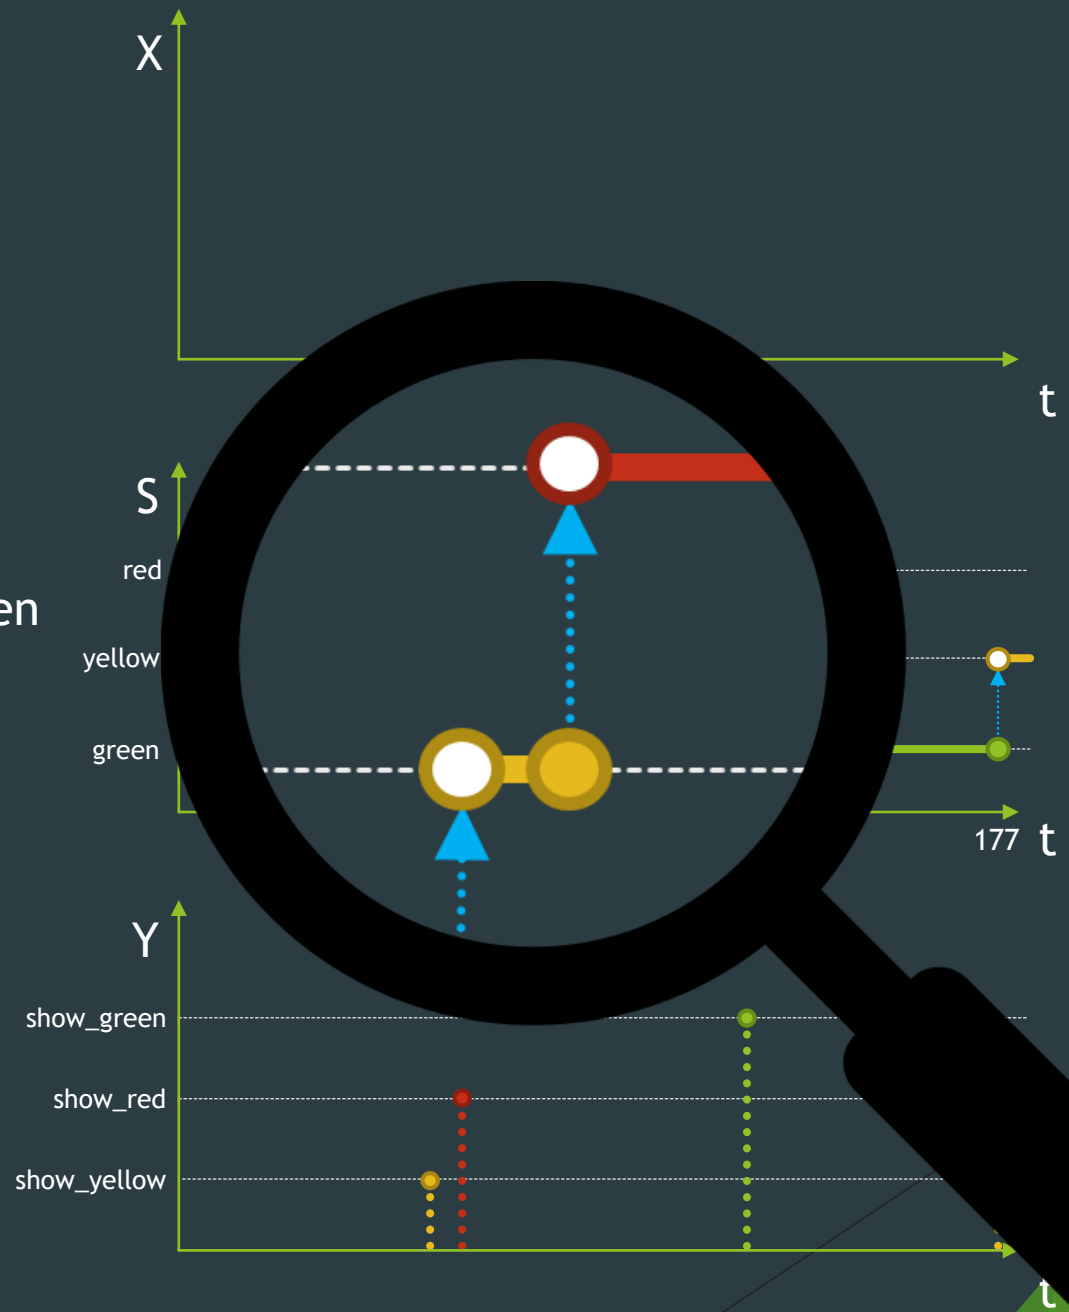 X
t
S
red
en
yellow
green
177
t
Y
show_green
show_red
show_yellow
t